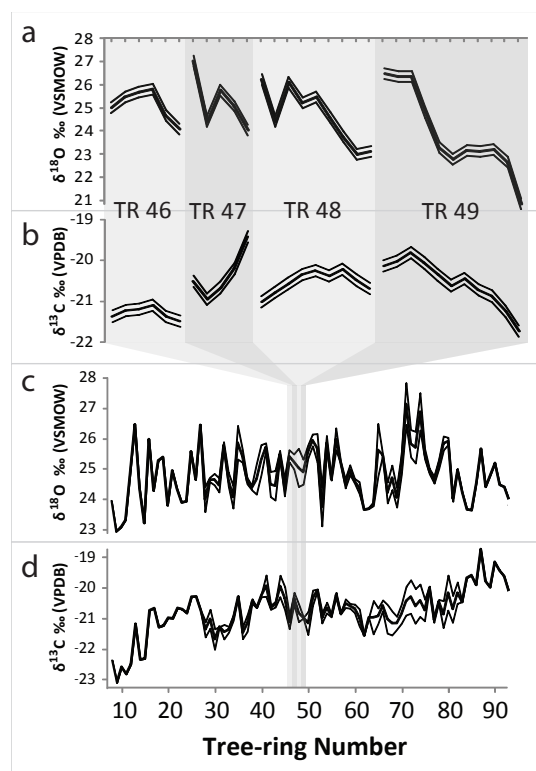 a
28
27
26
25
24
23
22
21
δ18O ‰ (VSMOW)
TR 46 TR 47 TR 48 TR 49
b
-19
-20
-21
-22
δ13C ‰ (VPDB)
c
28
27
26
25
24
23
δ18O ‰ (VSMOW)
d
-19
-20
-21
-22
-23
δ13C ‰ (VPDB)
10 20 30 40 50 60 70 80 90
Tree-ring Number